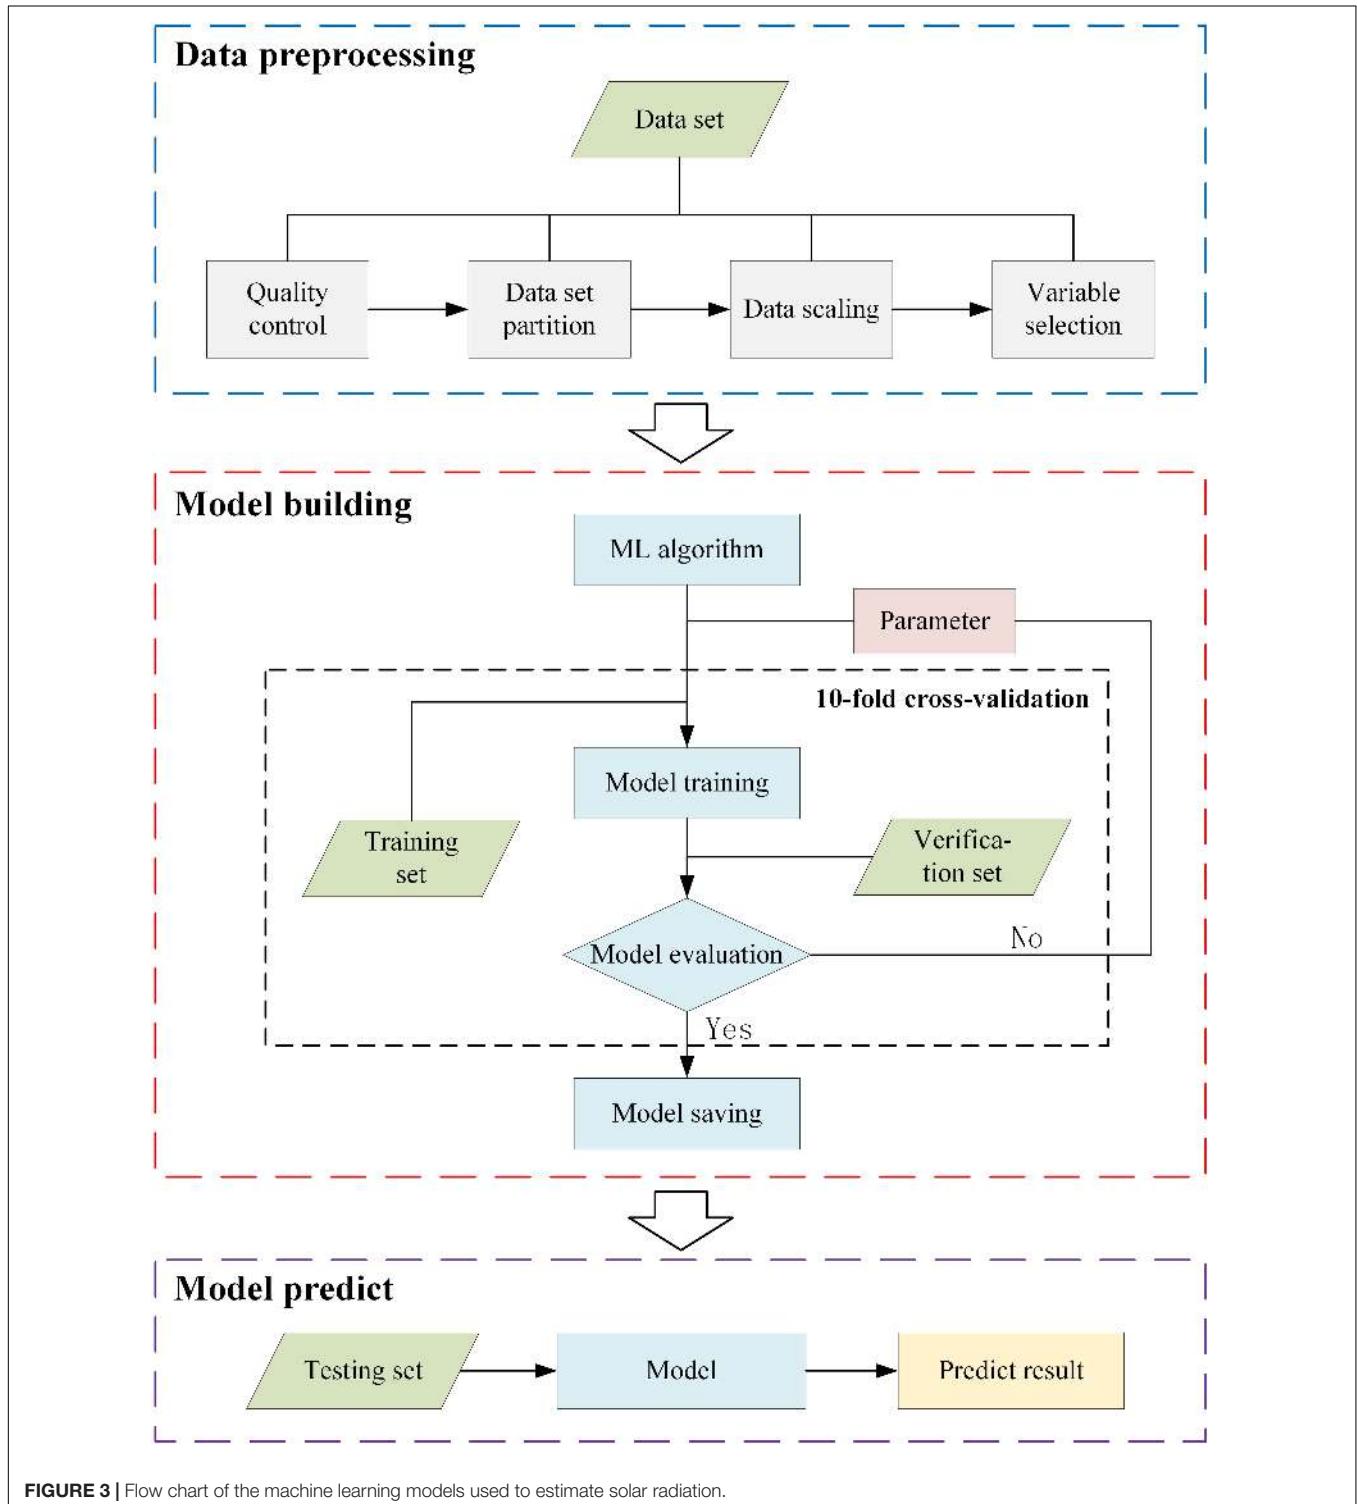 Data preprocessing
Data set
Quality
control
Data set
partition
Data scaling
Variable
selection
Model building
ML algorithm
Parameter
10-fold cross-validation
Model training
Training
set
Verifica-
tion set
Model evaluation
No
Yes
Model saving
Model predict
Testing set
Model
Predict result
FIGURE 3 | Flow chart of the machine learning models used to estimate solar radiation.